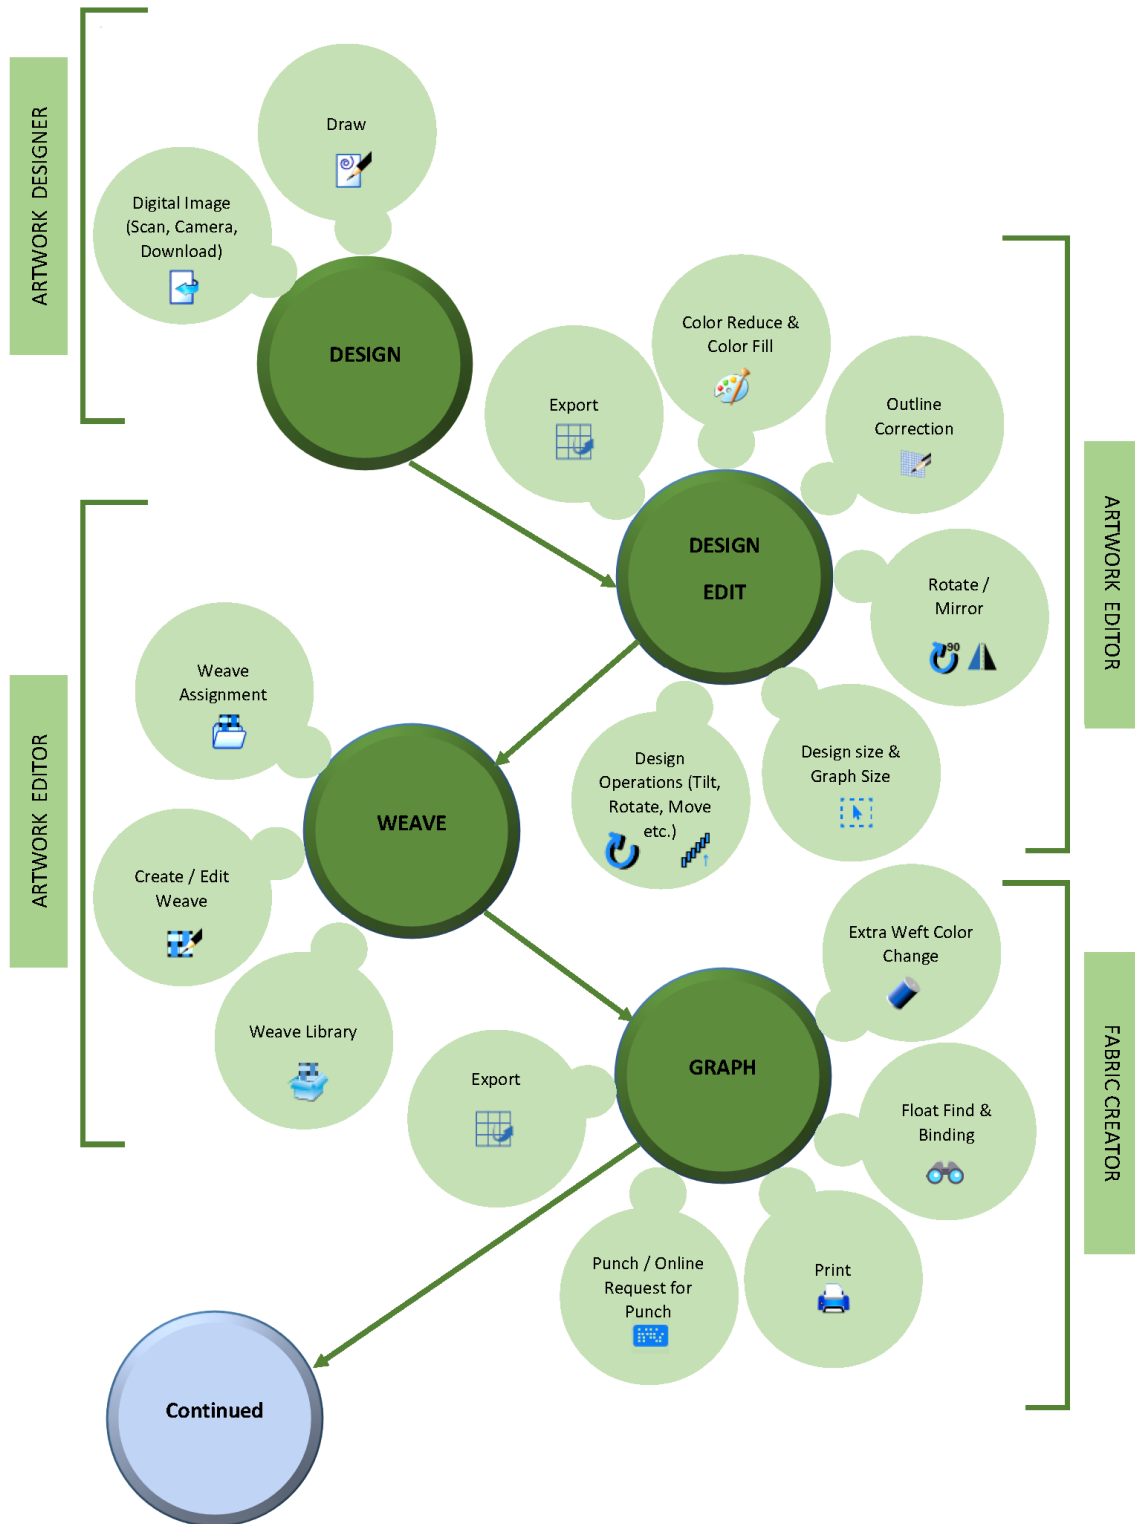 ARTWORK DESIGNER
Draw
Digital Image
(Scan, Camera,
Download)
DESIGN
Export
Color Reduce &
Color Fill
Outline
Correction
DESIGN
EDIT
Rotate /
Mirror
90
Design size &
Graph Size
Design
Operations (Tilt,
Rotate, Move
etc.)
ARTWORK EDITOR
Weave
Assignment
WEAVE
Create / Edit
Weave
Weave Library
ARTWORK EDITOR
Extra Weft Color
Change
GRAPH
Export
Float Find &
Binding
Print
Punch / Online
Request for
Punch
FABRIC CREATOR
Continued